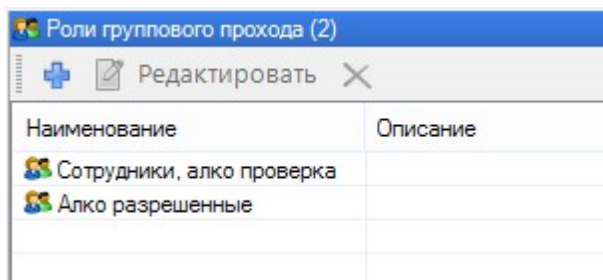 Роли группового прохода (2)
Редактировать
Наименование Описание
Сотрудники, алко проверка
Алко разрешенные